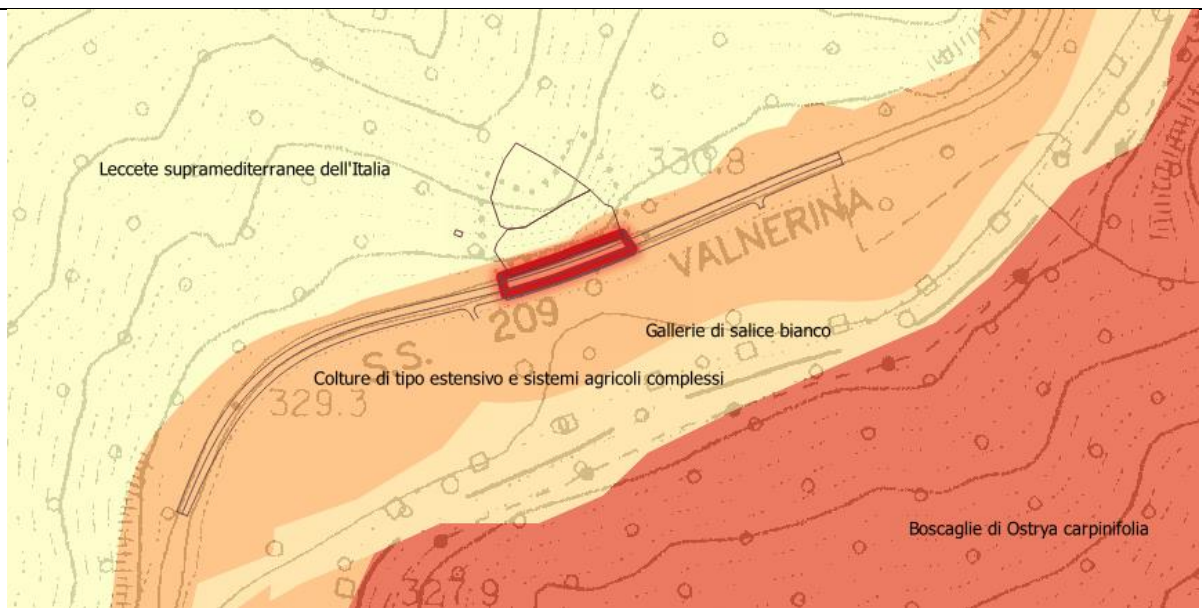 330.8
Leccete supramediterranee dell'Italia
VALNERINA
S.S. 209
Gallerie di salice bianco
Colture di tipo estensivo e sistemi agricoli complessi
329.3
Boscaglie di Ostrya carpinifolia
327.9